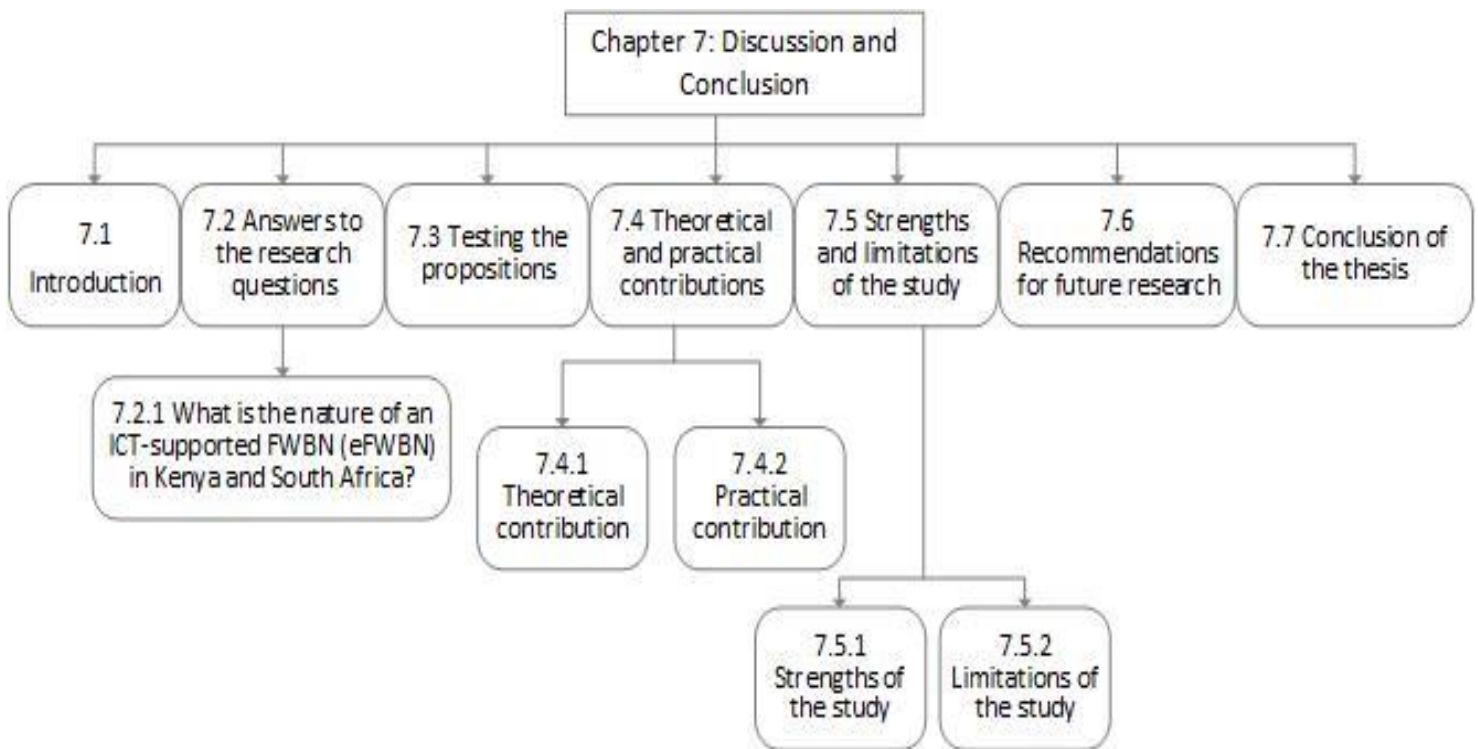 Chapter 7: Discussion and
Conclusion
7.1
Introduction
7.2 Answers to
the research
questions
7.3 Testing the
propositions
7.4 Theoretical
and practical
contributions
7.5 Strengths
and limitations
of the study
7.6
Recommendations
for future research
7.7 Conclusion of
the thesis
7.2.1 What is the nature of an
ICT-supported FWBN (eFWBN)
in Kenya and South Africa?
7.4.1
Theoretical
contribution
7.4.2
Practical
contribution
7.5.1
Strengths of
the study
7.5.2
Limitations of
the study